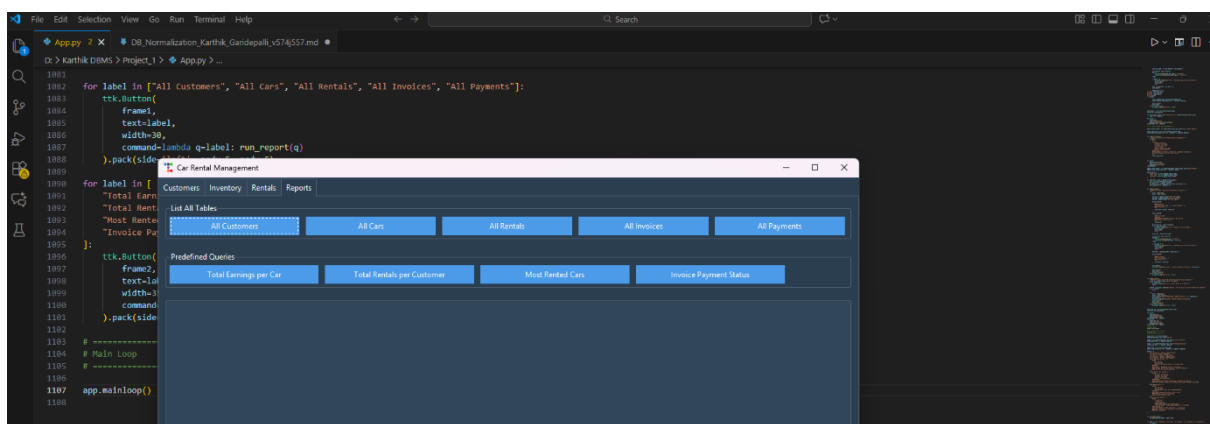 File Edit Selection View Go Run Terminal Help
Search
App.py 2
DB_Normalization_Karthik_Garidepalli_v574j557.md
D: > Karthik DBMS > Project_1 > App.py > ...
1081
1082 for label in ["All Customers", "All Cars", "All Rentals", "All Invoices", "All Payments"]:
1083 ttk.Button(
1084 frame1,
1085 text=label,
1086 width=30,
1087 command=lambda q=label: run_report(q)
1088 ).pack(side
1089
1090 for label in [
1091 "Total Earn
1092 "Total Rent
1093 "Most Rente
1094 "Invoice Pa
1095 ]:
1096 ttk.Button(
1097 frame2,
1098 text=la
1099 width=3
1100 command
1101 ).pack(side
1102
1103 # =============
1104 # Main Loop
1105 # =============
1106
1107 app.mainloop()
1108
Car Rental Management
Customers Inventory Rentals Reports
List All Tables
All Customers All Cars All Rentals All Invoices All Payments
Predefined Queries
Total Earnings per Car Total Rentals per Customer Most Rented Cars Invoice Payment Status